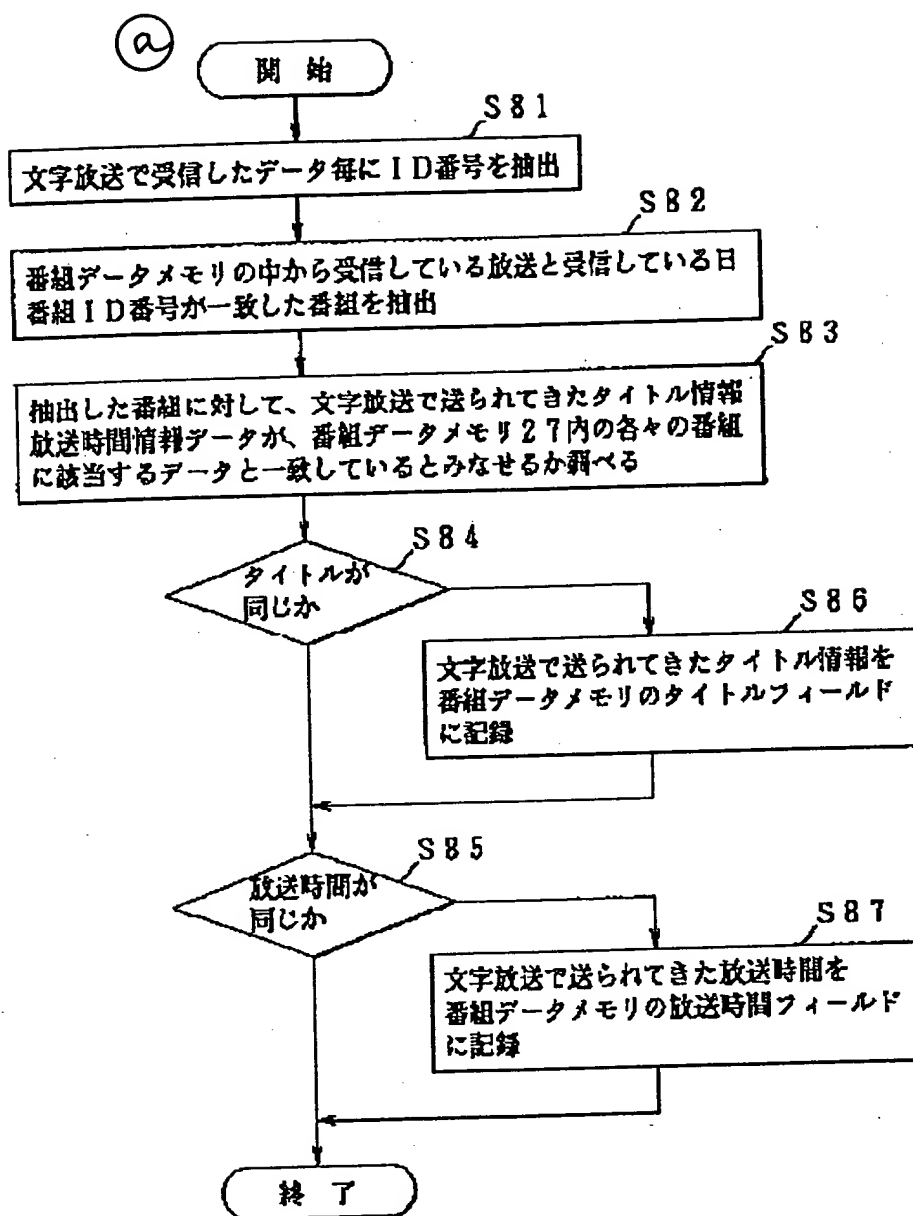 a
開始
S81
文字放送で受信したデータ毎にID番号を抽出
S82
番組データメモリの中から受信している放送と受信している日
番組ID番号が一致した番組を抽出
S83
抽出した番組に対して、文字放送で送られてきたタイトル情報
放送時間情報データが、番組データメモリ27内の各々の番組
に該当するデータと一致しているとみなせるか調べる
S84
タイトルが
同じか
S86
文字放送で送られてきたタイトル情報を
番組データメモリのタイトルフィールド
に記録
S85
放送時間が
同じか
S87
文字放送で送られてきた放送時間を
番組データメモリの放送時間フィールド
に記録
終了